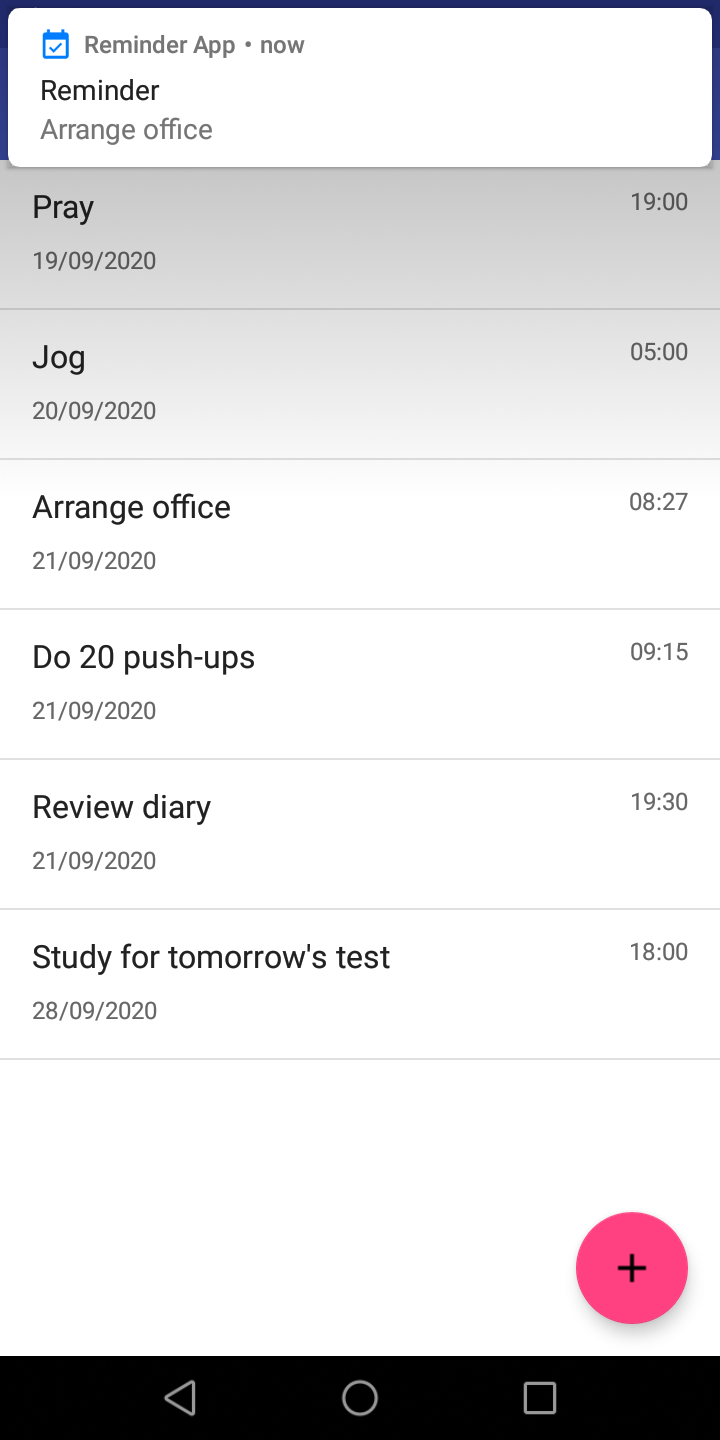 Reminder App • now
Reminder
Arrange office
Pray 19:00
19/09/2020
Jog 05:00
20/09/2020
Arrange office 08:27
21/09/2020
Do 20 push-ups 09:15
21/09/2020
Review diary 19:30
21/09/2020
Study for tomorrow's test 18:00
28/09/2020
+